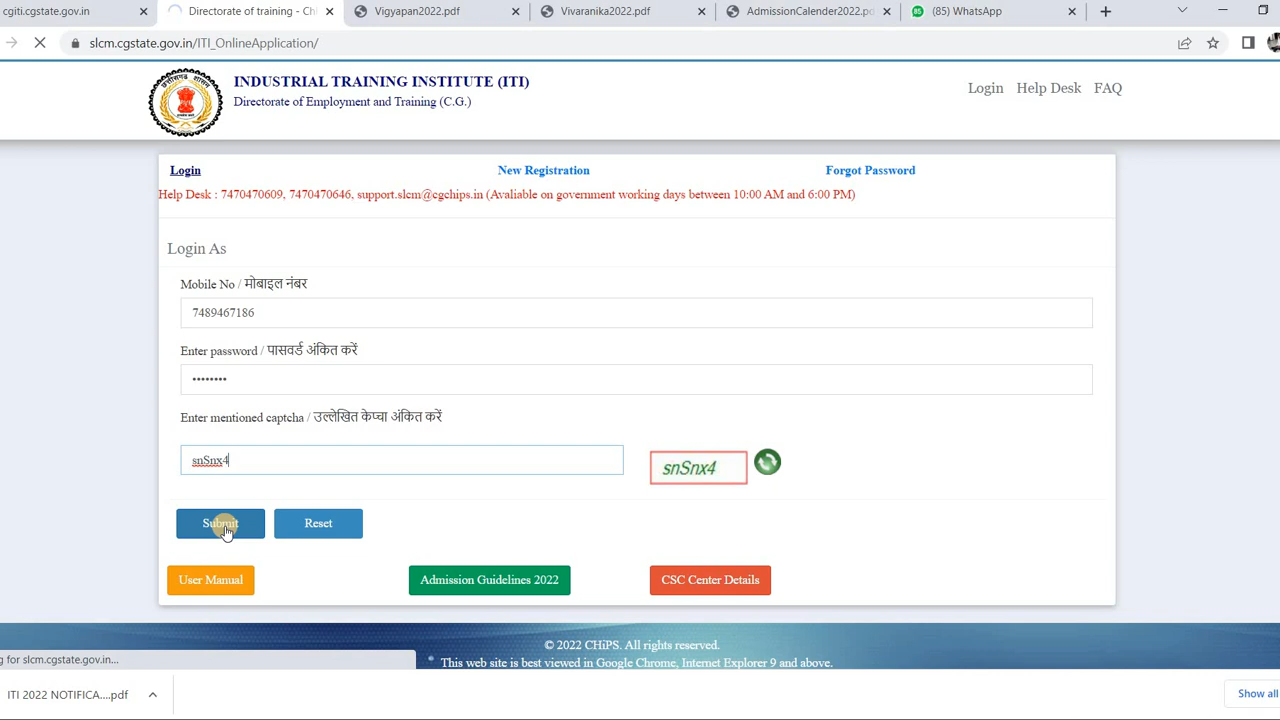 cgiti.cgstate.gov.in
Directorate of training - Ch
Vigyapan2022.pdf
Vivaranika2022.pdf
AdmissionCalender2022.pdf
(85) WhatsApp
slcm.cgstate.gov.in/ITI_OnlineApplication/
INDUSTRIAL TRAINING INSTITUTE (ITI)
Directorate of Employment and Training (C.G.)
Login Help Desk FAQ
Login New Registration Forgot Password
Help Desk : 7470470609, 7470470646, support.slcm@cgchips.in (Avaliable on government working days between 10:00 AM and 6:00 PM)
Login As
Mobile No / मोबाइल नंबर
7489467186
Enter password / पासवर्ड अंकित करें
••••••••
Enter mentioned captcha / उल्लेखित केप्चा अंकित करें
snSnx4 snSnx4
Submit Reset
User Manual Admission Guidelines 2022 CSC Center Details
© 2022 CHiPS. All rights reserved.
This web site is best viewed in Google Chrome, Internet Explorer 9 and above.
g for slcm.cgstate.gov.in...
ITI 2022 NOTIFICA....pdf
Show all